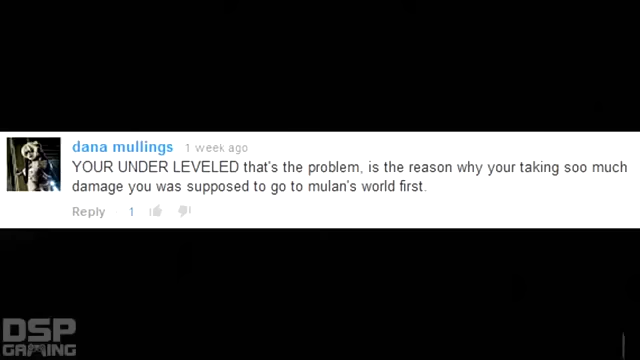 dana mullings 1 week ago
YOUR UNDER LEVELED that's the problem, is the reason why your taking soo much
damage you was supposed to go to mulan's world first.
Reply 1
DSP
GAMING